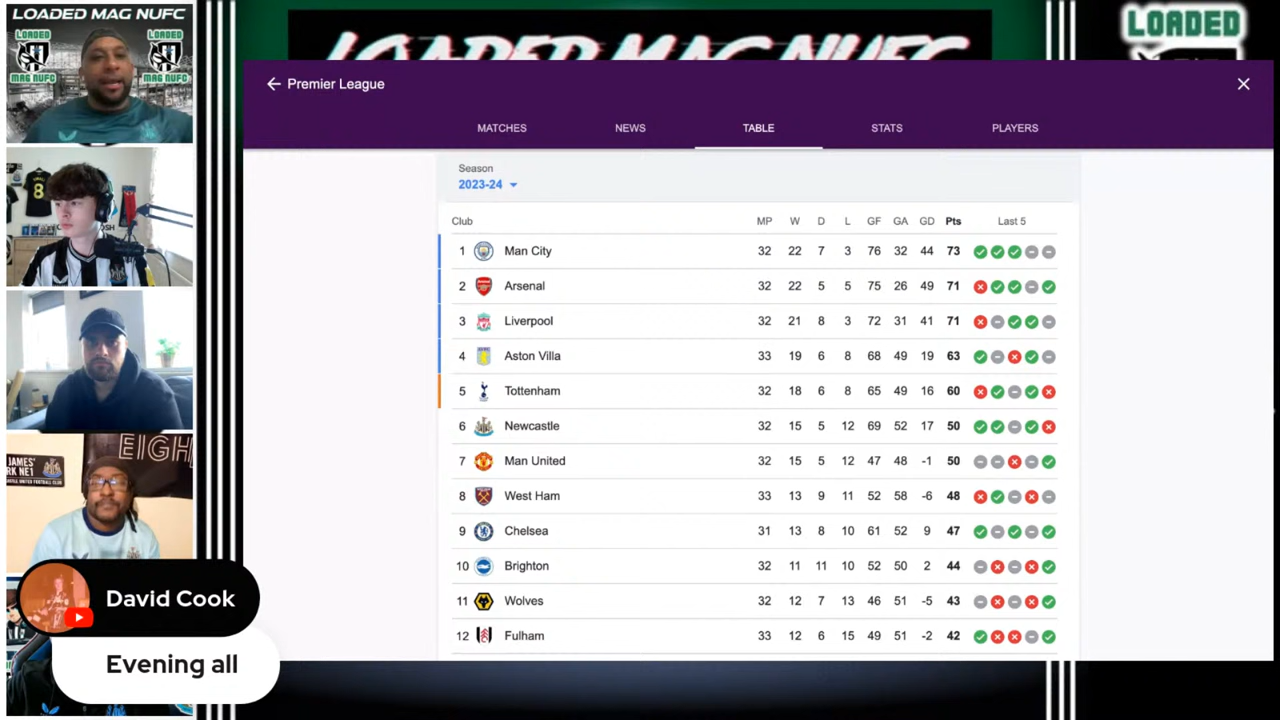 LOADED MAG NUFC
LOADED
MAG NUFC
LOADED
MAG NUFC
LOADED MAG NUFC
LOADED
8
EIGH
JAMES'
RK NE1
Premier League
MATCHES NEWS TABLE STATS PLAYERS
Season
2023-24
Club MP W D L GF GA GD Pts Last 5
1 Man City 32 22 7 3 76 32 44 73
2 Arsenal 32 22 5 5 75 26 49 71
3 Liverpool 32 21 8 3 72 31 41 71
4 Aston Villa 33 19 6 8 68 49 19 63
5 Tottenham 32 18 6 8 65 49 16 60
6 Newcastle 32 15 5 12 69 52 17 50
7 Man United 32 15 5 12 47 48 -1 50
8 West Ham 33 13 9 11 52 58 -6 48
9 Chelsea 31 13 8 10 61 52 9 47
10 Brighton 32 11 11 10 52 50 2 44
11 Wolves 32 12 7 13 46 51 -5 43
12 Fulham 33 12 6 15 49 51 -2 42
David Cook
Evening all